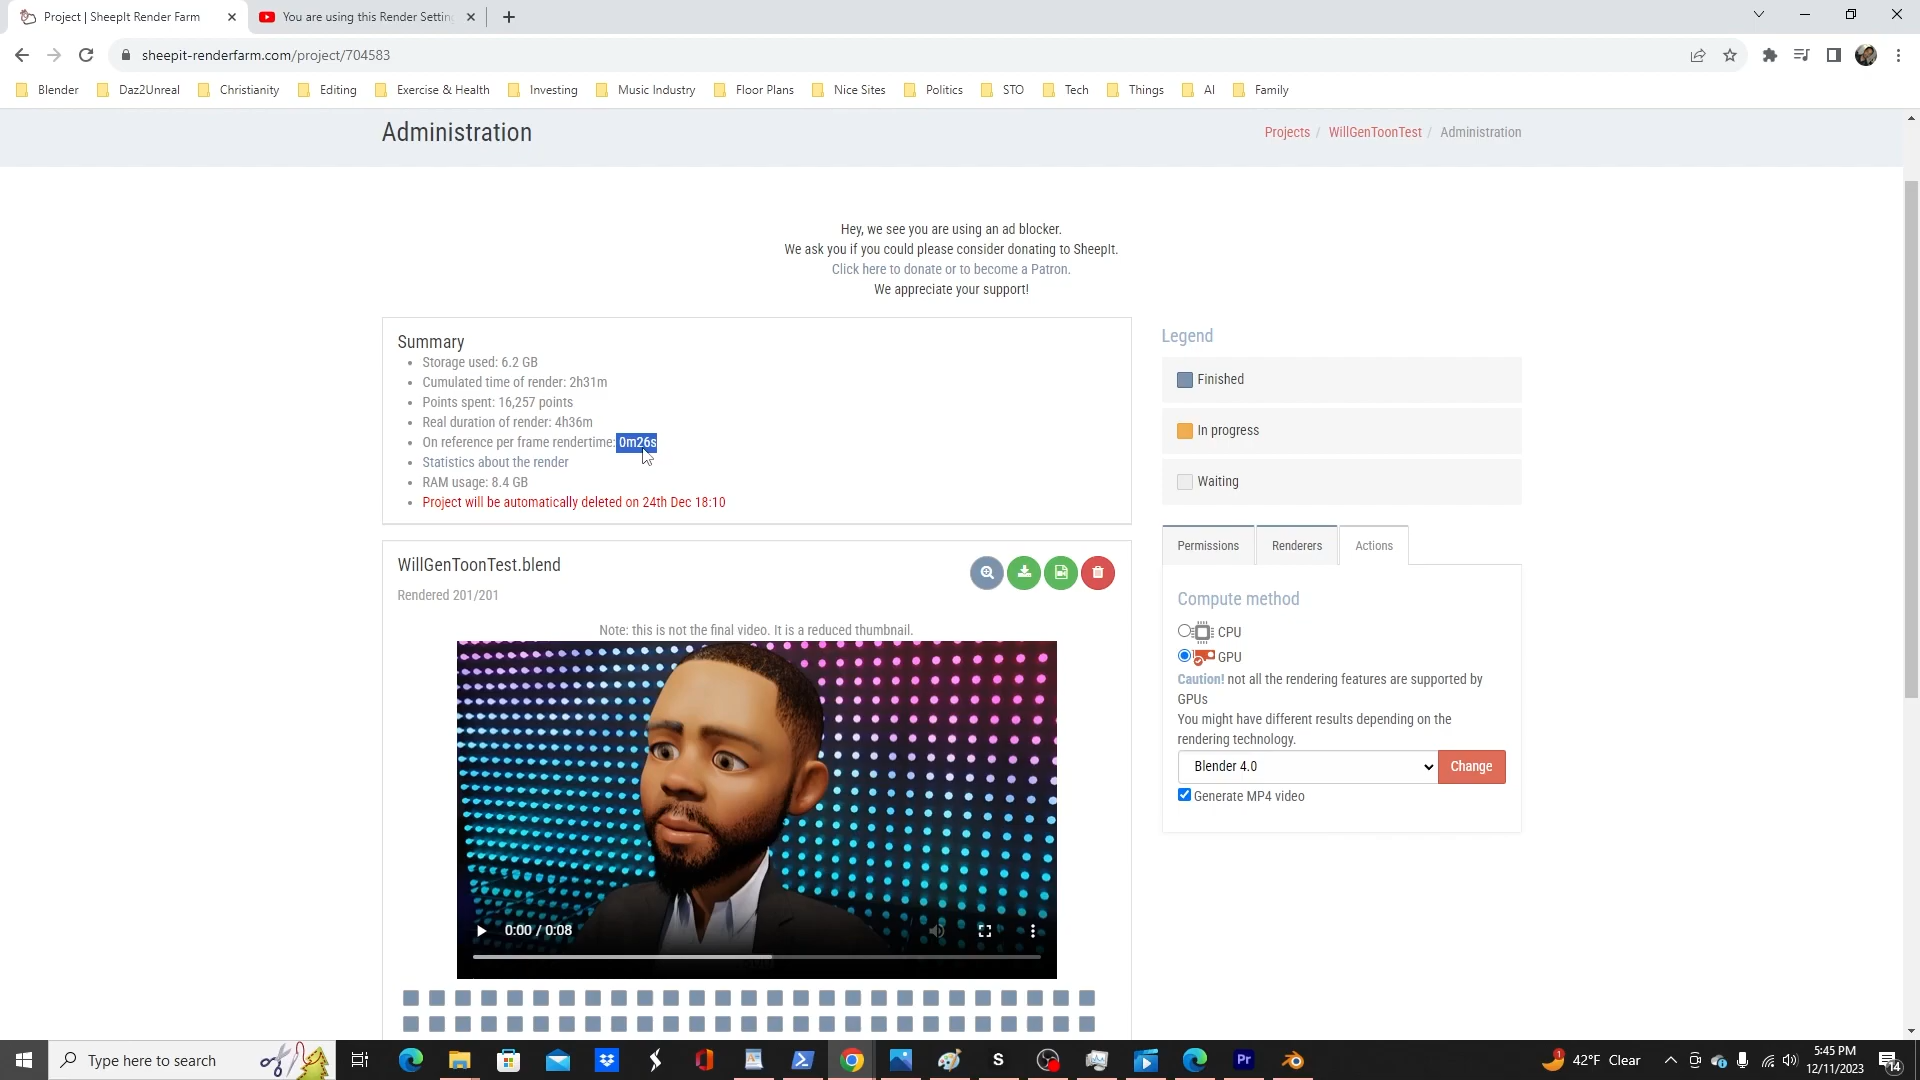 Project | SheepIt Render Farm
You are using this Render Settin
sheepit-renderfarm.com/project/704583
Blender
Daz2Unreal
Christianity
Editing
Exercise & Health
Investing
Music Industry
Floor Plans
Nice Sites
Politics
STO
Tech
Things
AI
Family
Administration
Projects / WillGenToonTest / Administration
Hey, we see you are using an ad blocker.
We ask you if you could please consider donating to SheepIt.
Click here to donate or to become a Patron.
We appreciate your support!
Summary
Storage used: 6.2 GB
Cumulated time of render: 2h31m
Points spent: 16,257 points
Real duration of render: 4h36m
On reference per frame rendertime: 0m26s
Statistics about the render
RAM usage: 8.4 GB
Project will be automatically deleted on 24th Dec 18:10
Legend
Finished
In progress
Waiting
WillGenToonTest.blend
Rendered 201/201
Note: this is not the final video. It is a reduced thumbnail.
0:00 / 0:08
Permissions
Renderers
Actions
Compute method
CPU
GPU
Caution! not all the rendering features are supported by
GPUs
You might have different results depending on the
rendering technology.
Blender 4.0
Change
Generate MP4 video
Type here to search
S
Pr
42°F Clear
5:45 PM
12/11/2023
14